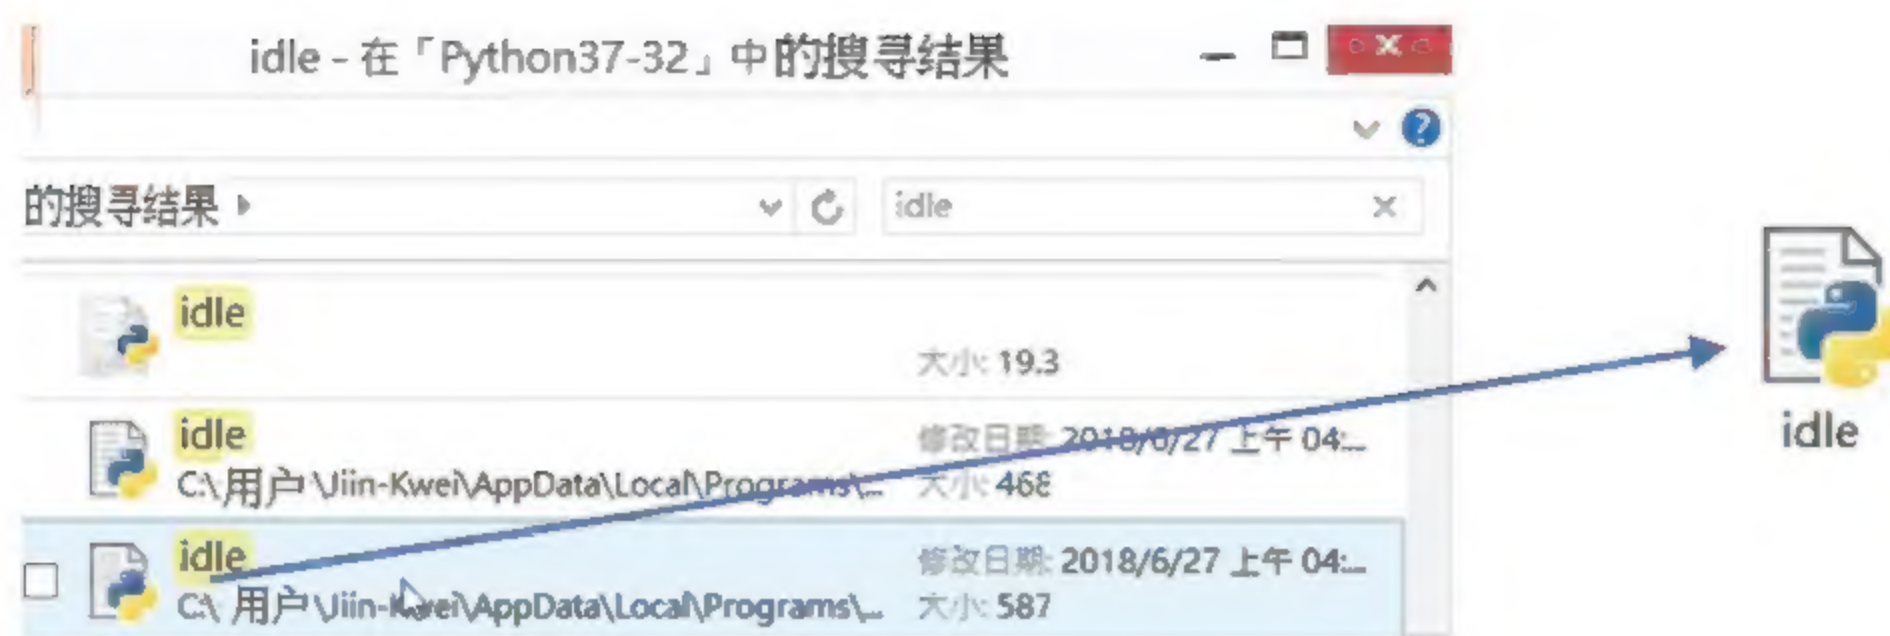 idle - 在「Python37-32」中的搜寻结果
的搜寻结果
idle
idle
大小: 19.3
idle
修改日期: 2018/6/27 上午 04:...
C:\用户\Jiin-Kwei\AppData\Local\Programs\...
大小: 468
idle
修改日期: 2018/6/27 上午 04:...
C:\ 用户\Jiin-Kwei\AppData\Local\Programs\...
大小: 587
idle